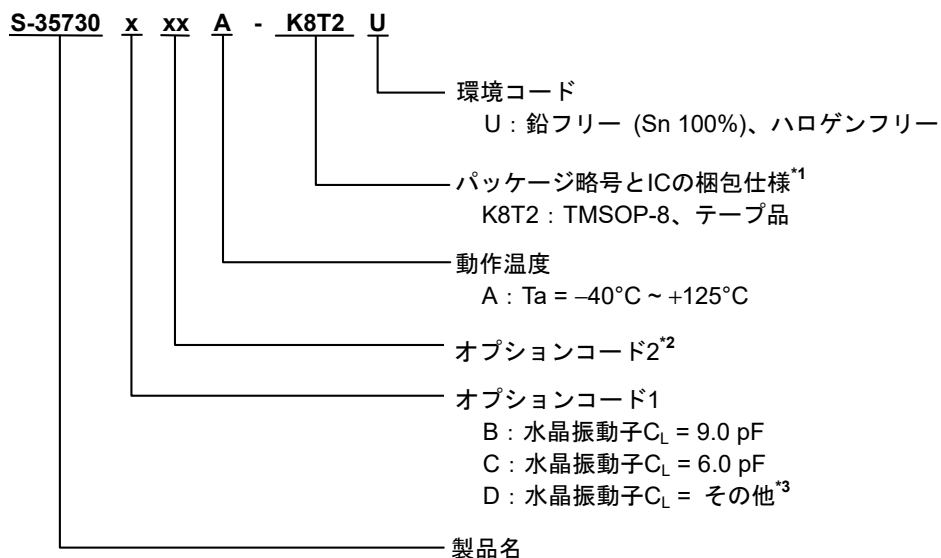 S-35730 x xx A - K8T2 U
環境コード
U : 鉛フリー (Sn 100%)、ハロゲンフリー
パッケージ略号とICの梱包仕様*1
K8T2 : TMSOP-8、テープ品
動作温度
A : Ta = −40°C ~ +125°C
オプションコード2*2
オプションコード1
B : 水晶振動子CL = 9.0 pF
C : 水晶振動子CL = 6.0 pF
D : 水晶振動子CL = その他*3
製品名